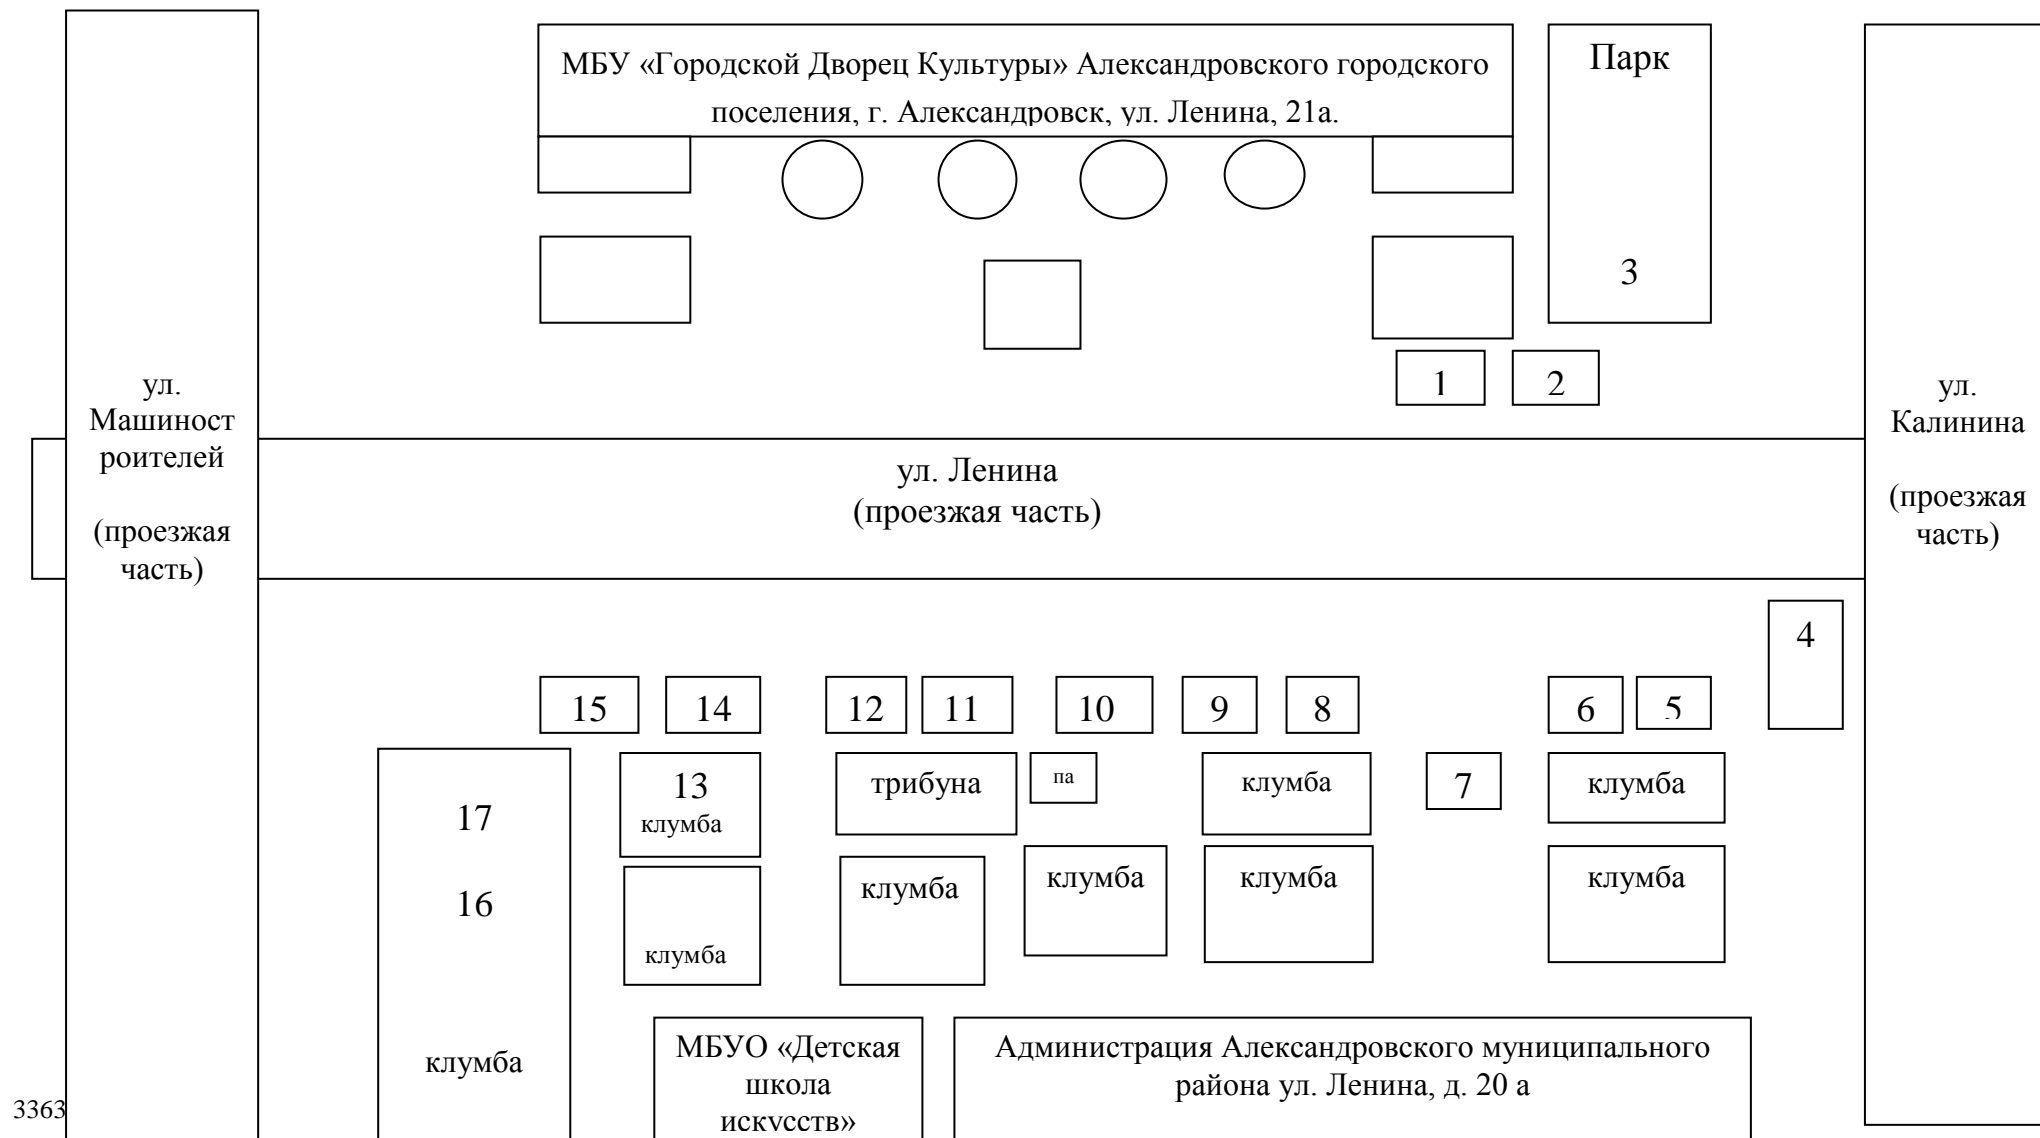 МБУ «Городской Дворец Культуры» Александровского городского
поселения, г. Александровск, ул. Ленина, 21а.
Парк
3
1
2
ул.
Машиност
роителей
(проезжая
часть)
ул. Ленина
(проезжая часть)
ул.
Калинина
(проезжая
часть)
4
15
14
12
11
10
9
8
6
5
17
16
клумба
13
клумба
трибуна
па
клумба
7
клумба
клумба
клумба
клумба
клумба
клумба
МБУО «Детская
школа
искусств»
Администрация Александровского муниципального
района ул. Ленина, д. 20 а
3363